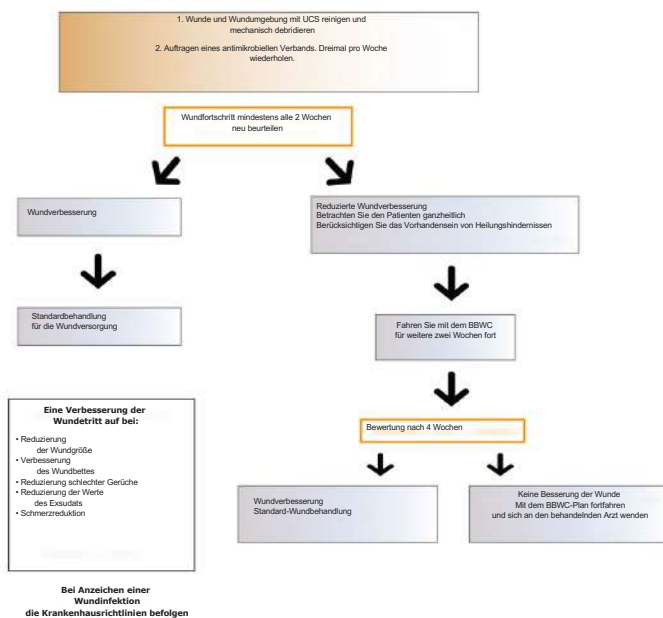 1. Wunde und Wundumgebung mit UCS reinigen und
mechanisch debridieren
2. Auftragen eines antimikrobiellen Verbands. Dreimal pro Woche
wiederholen.
Wundfortschritt mindestens alle 2 Wochen
neu beurteilen
Wundverbesserung
Reduzierte Wundverbesserung
Betrachten Sie den Patienten ganzheitlich
Berücksichtigen Sie das Vorhandensein von Heilungshindernissen
Standardbehandlung
für die Wundversorgung
Fahren Sie mit dem BBWC
für weitere zwei Wochen fort
Eine Verbesserung der
Wundetritt auf bei:
• Reduzierung
der Wundgröße
• Verbesserung
des Wundbettes
• Reduzierung schlechter Gerüche
• Reduzierung der Werte
des Exsudats
• Schmerzreduktion
Bewertung nach 4 Wochen
Wundverbesserung
Standard-Wundbehandlung
Keine Besserung der Wunde
Mit dem BBWC-Plan fortfahren
und sich an den behandelnden Arzt wenden
Bei Anzeichen einer
Wundinfektion
die Krankenhausrichtlinien befolgen